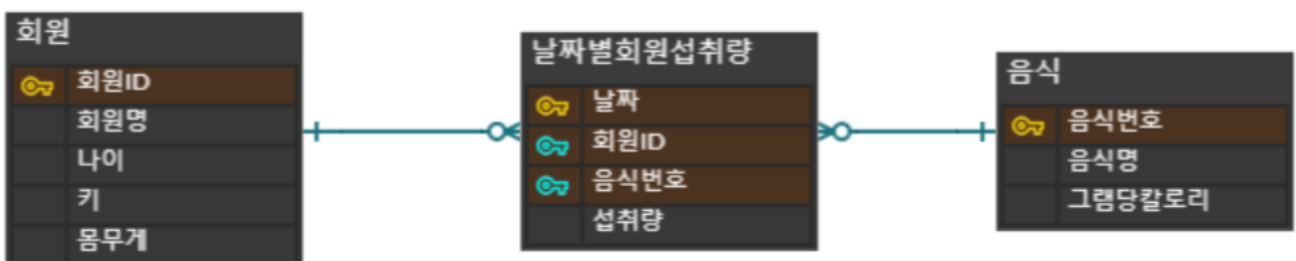 회원
회원ID
회원명
나이
키
몸무게
날짜별회원섭취량
날짜
회원ID
음식번호
섭취량
음식
음식번호
음식명
그램당칼로리